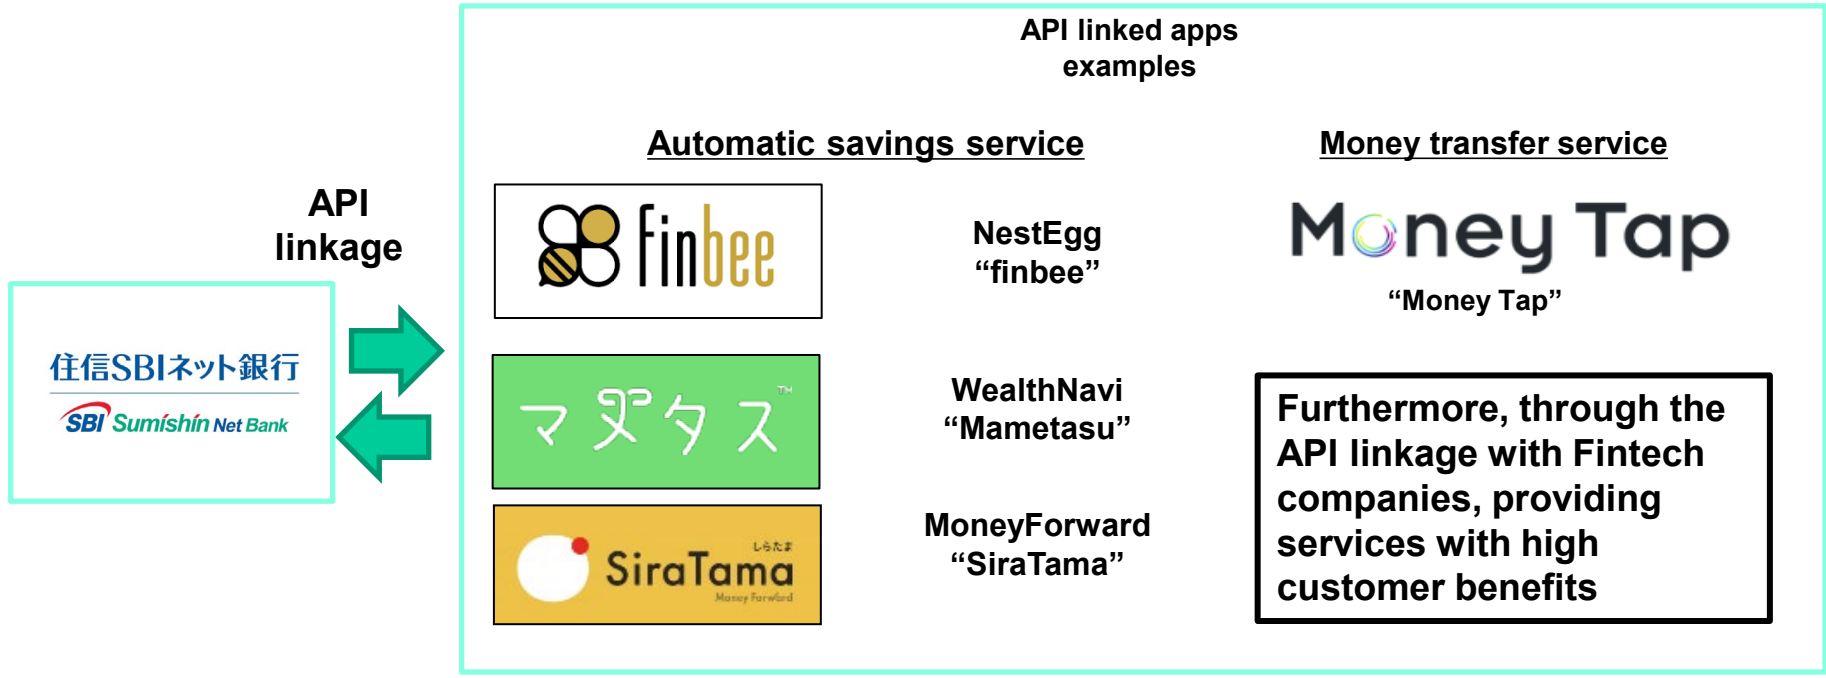 API linked apps
examples
Automatic savings service
Money transfer service
API
linkage
住信SBIネット銀行
SBI Sumishin Net Bank
finbee
NestEgg
“finbee”
Money Tap
“Money Tap”
マメタス™
WealthNavi
“Mametasu”
しらたま
SiraTama
Money Forward
MoneyForward
“SiraTama”
Furthermore, through the
API linkage with Fintech
companies, providing
services with high
customer benefits